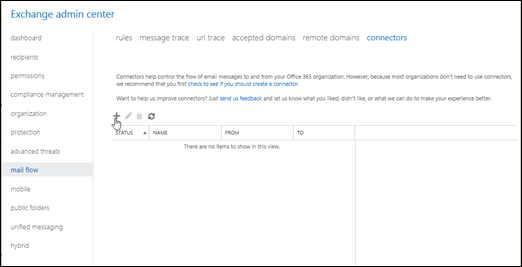 Exchange admin center
dashboard
recipients
permissions
compliance management
organization
protection
advanced threats
mail flow
mobile
public folders
unified messaging
hybrid
rules message trace url trace accepted domains remote domains connectors
Connectors help control the flow of email messages to and from your Office 365 organization. However, because most organizations don't need to use connectors,
we recommend that you first check to see if you should create a connector.
Want to help us improve connectors? Just send us feedback and let us know what you liked, didn't like, or what we can do to make your experience better.
STATUS NAME FROM TO
There are no items to show in this view.